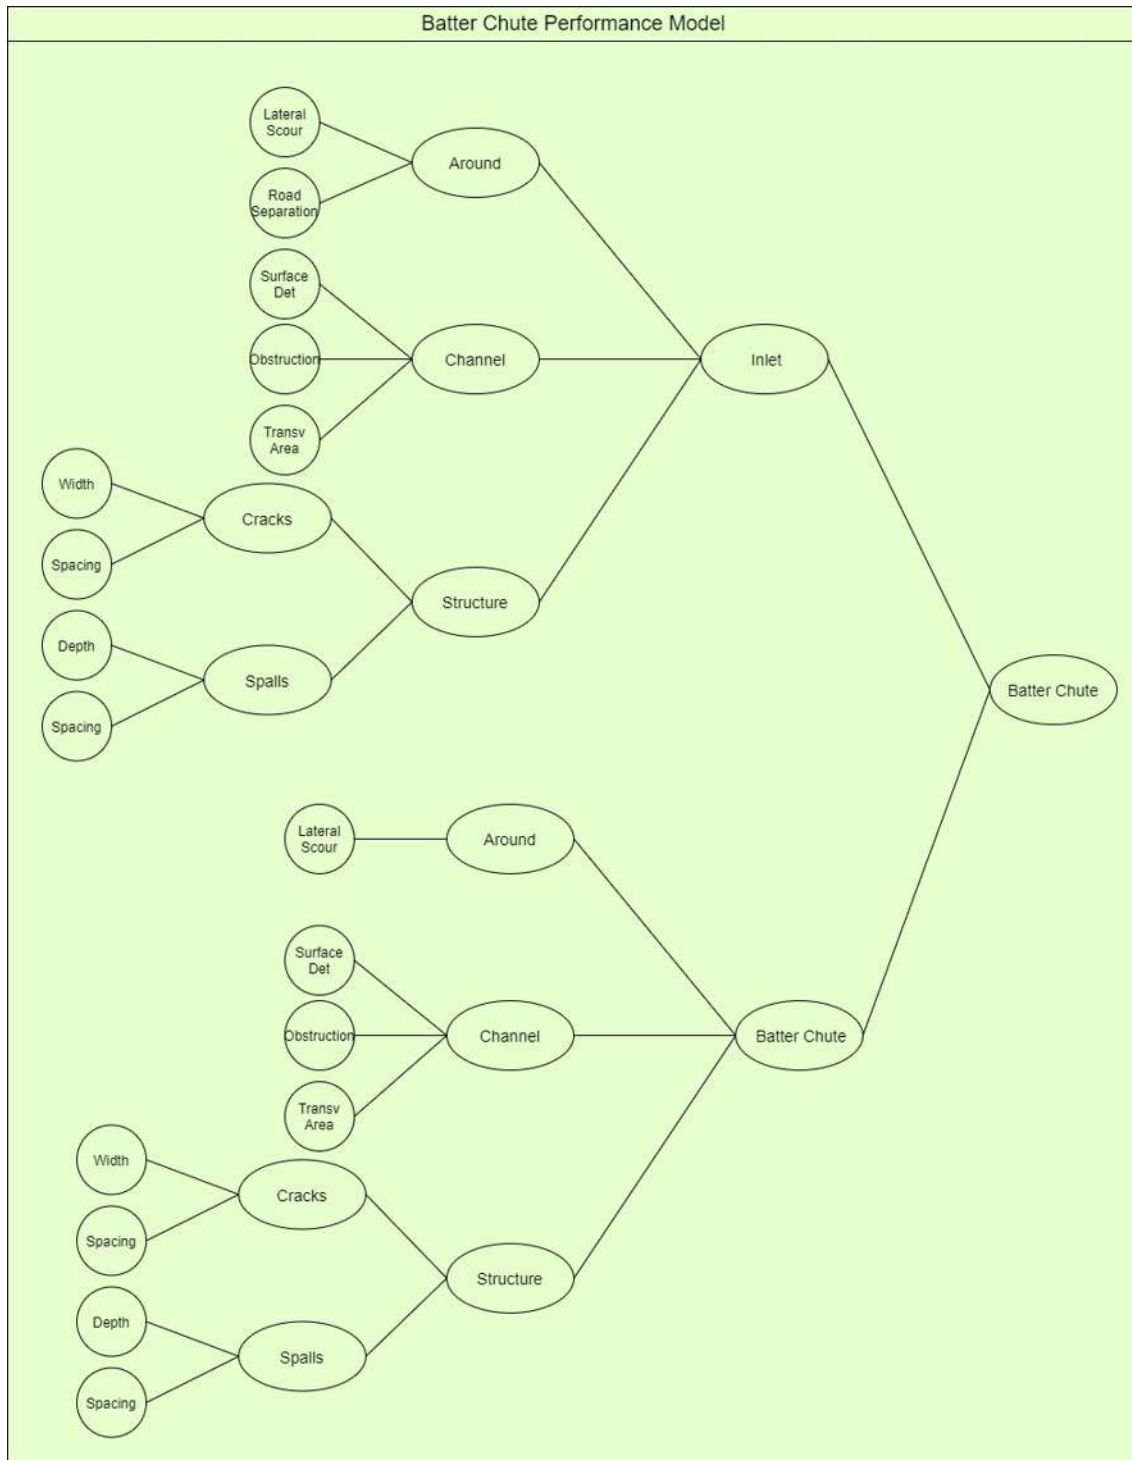 Batter Chute Performance Model
Lateral
Scour
Around
Road
Separation
Surface
Det
Obstruction
Channel
Inlet
Transv
Area
Width
Cracks
Spacing
Structure
Depth
Spalls
Spacing
Batter Chute
Lateral
Scour
Around
Surface
Det
Obstruction
Channel
Batter Chute
Transv
Area
Width
Cracks
Spacing
Structure
Depth
Spalls
Spacing